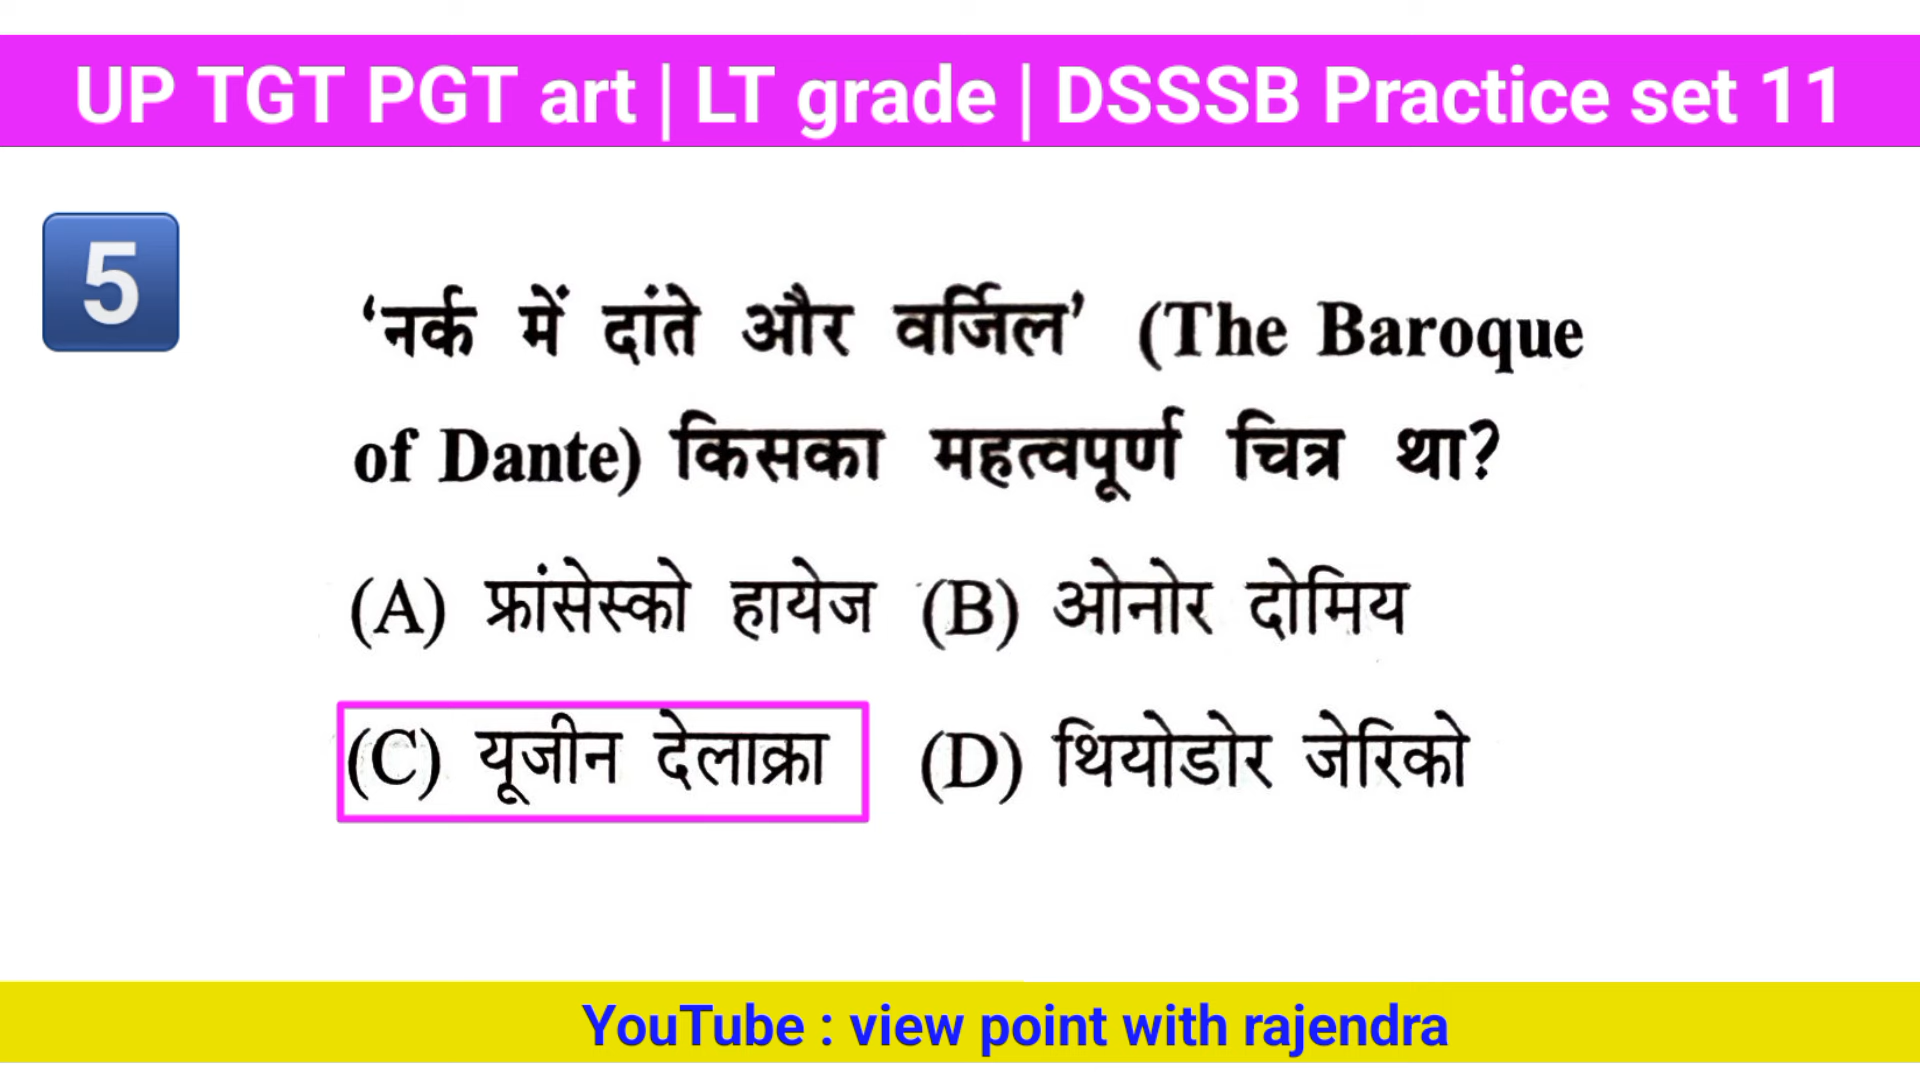 UP TGT PGT art | LT grade | DSSSB Practice set 11
5
‘नर्क में दांते और वर्जिल’ (The Baroque
of Dante) किसका महत्वपूर्ण चित्र था?
(A) फ्रांसेस्को हायेज (B) ओनोर दोमिय
(C) यूजीन देलाक्रा (D) थियोडोर जेरिको
YouTube : view point with rajendra